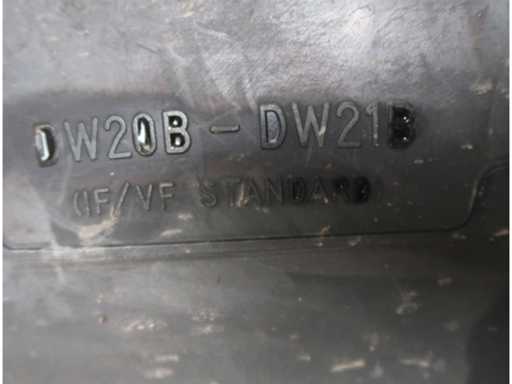 DW20B - DW21B
(IF/VF STANDARD)